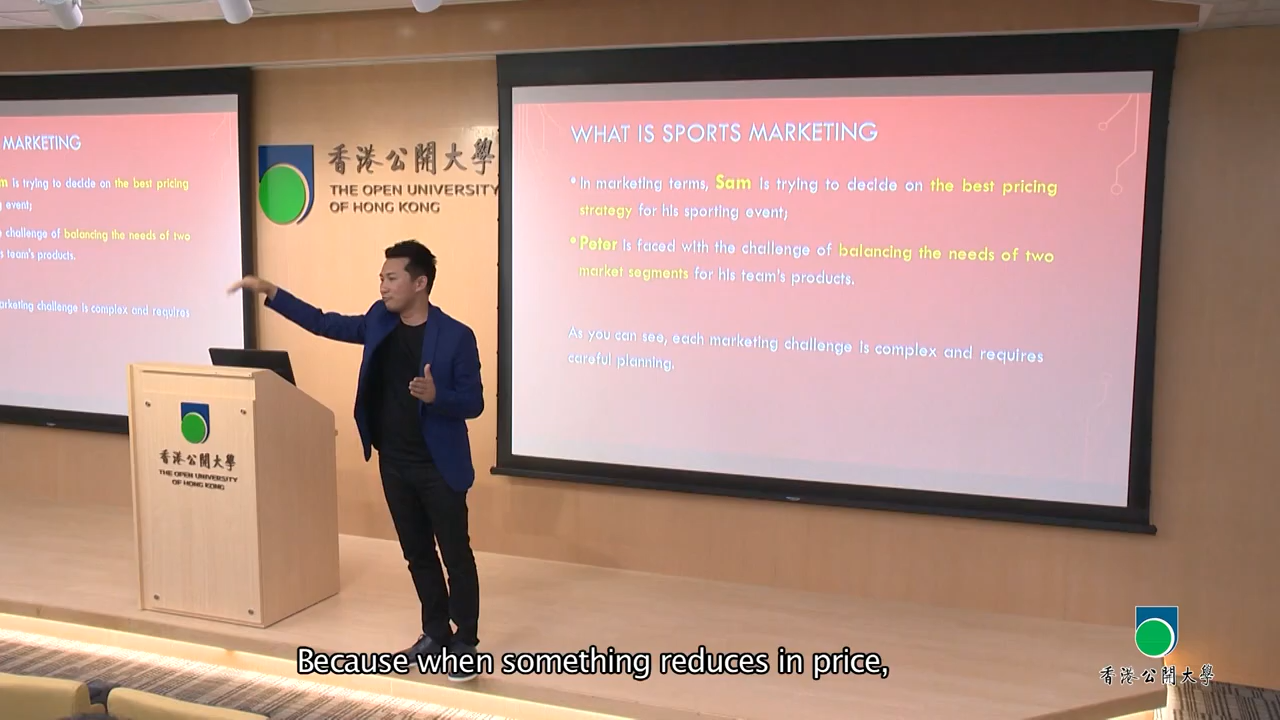 MARKETING
m is trying to decide on the best pricing
g event;
challenge of balancing the needs of two
s team's products.
arketing challenge is complex and requires
香港公開大學
THE OPEN UNIVERSITY
OF HONG KONG
WHAT IS SPORTS MARKETING
• In marketing terms, Sam is trying to decide on the best pricing
strategy for his sporting event;
• Peter is faced with the challenge of balancing the needs of two
market segments for his team's products.
As you can see, each marketing challenge is complex and requires
careful planning.
香港公開大學
THE OPEN UNIVERSITY
OF HONG KONG
Because when something reduces in price,
香港公開大學